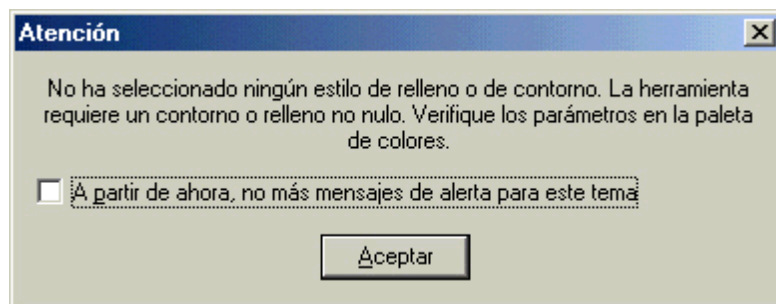 Atención
No ha seleccionado ningún estilo de relleno o de contorno. La herramienta
requiere un contorno o relleno no nulo. Verifique los parámetros en la paleta
de colores.
A partir de ahora, no más mensajes de alerta para este tema
Aceptar